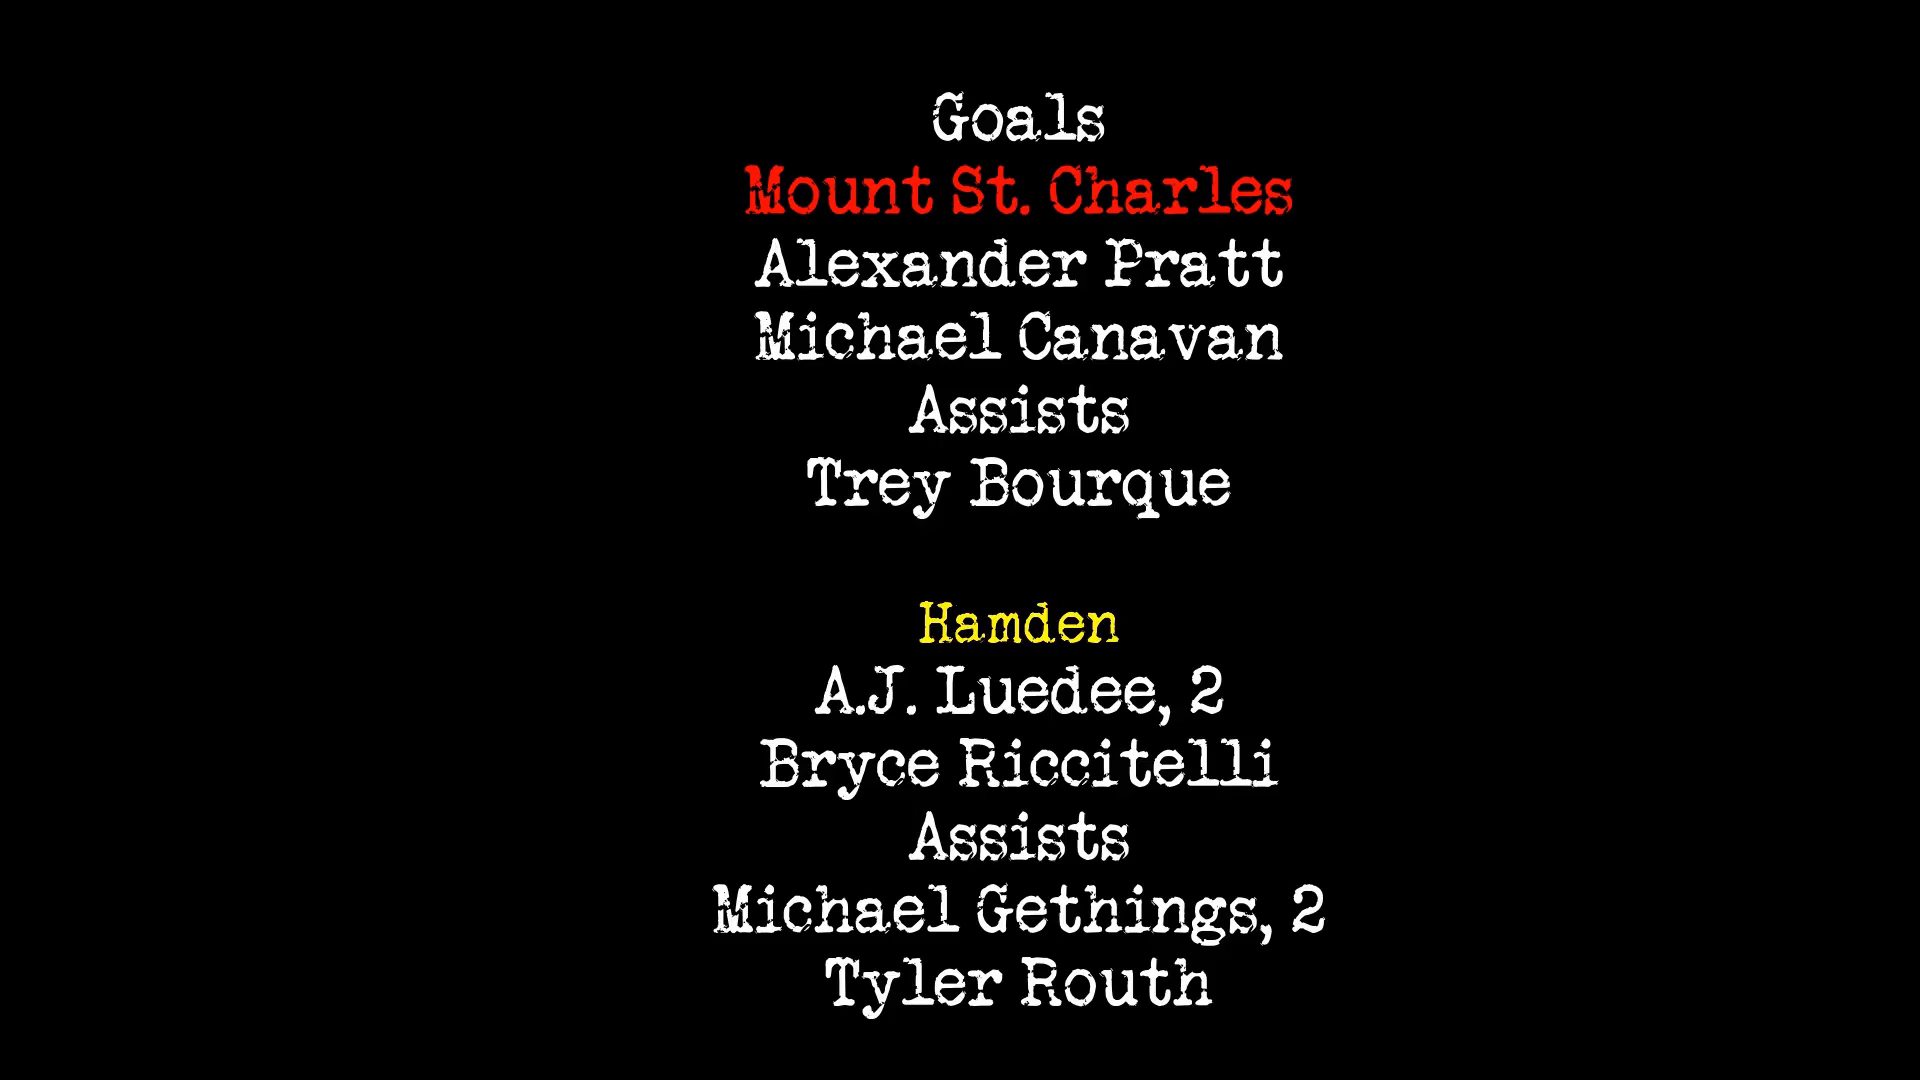 Goals
Mount St. Charles
Alexander Pratt
Michael Canavan
Assists
Trey Bourque
Hamden
A.J. Luedee, 2
Bryce Riccitelli
Assists
Michael Gethings, 2
Tyler Routh